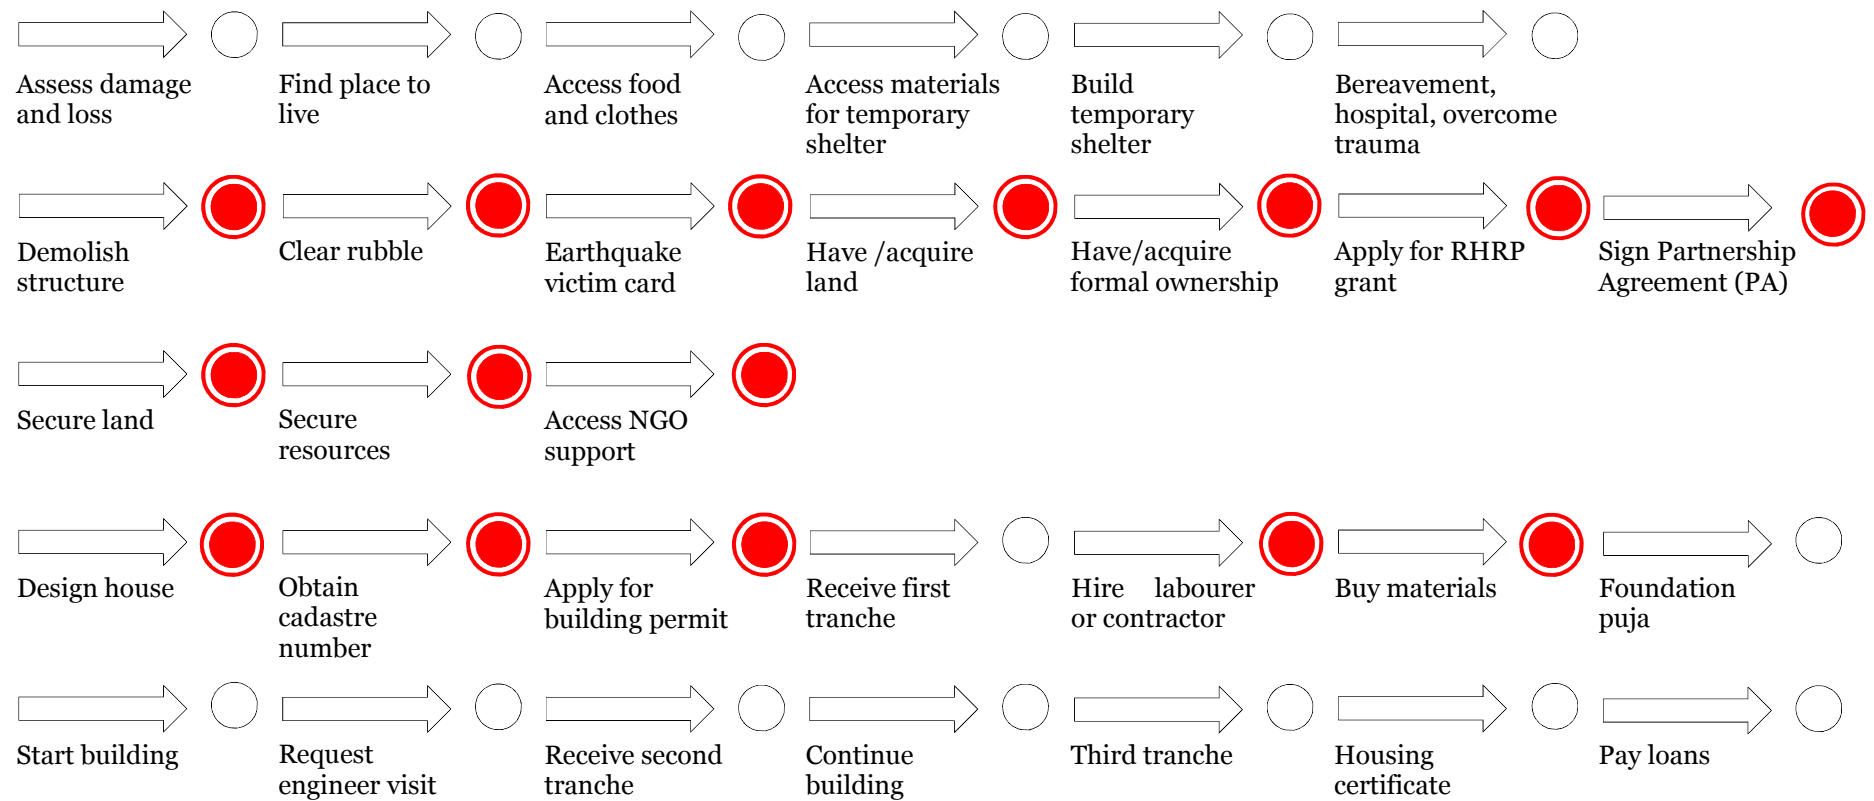 Assess damage
and loss
Find place to
live
Access food
and clothes
Access materials
for temporary
shelter
Build
temporary
shelter
Bereavement,
hospital, overcome
trauma
Demolish
structure
Clear rubble
Earthquake
victim card
Have /acquire
land
Have/acquire
formal ownership
Apply for RHRP
grant
Sign Partnership
Agreement (PA)
Secure land
Secure
resources
Access NGO
support
Design house
Obtain
cadastre
number
Apply for
building permit
Receive first
tranche
Hire labourer
or contractor
Buy materials
Foundation
puja
Start building
Request
engineer visit
Receive second
tranche
Continue
building
Third tranche
Housing
certificate
Pay loans